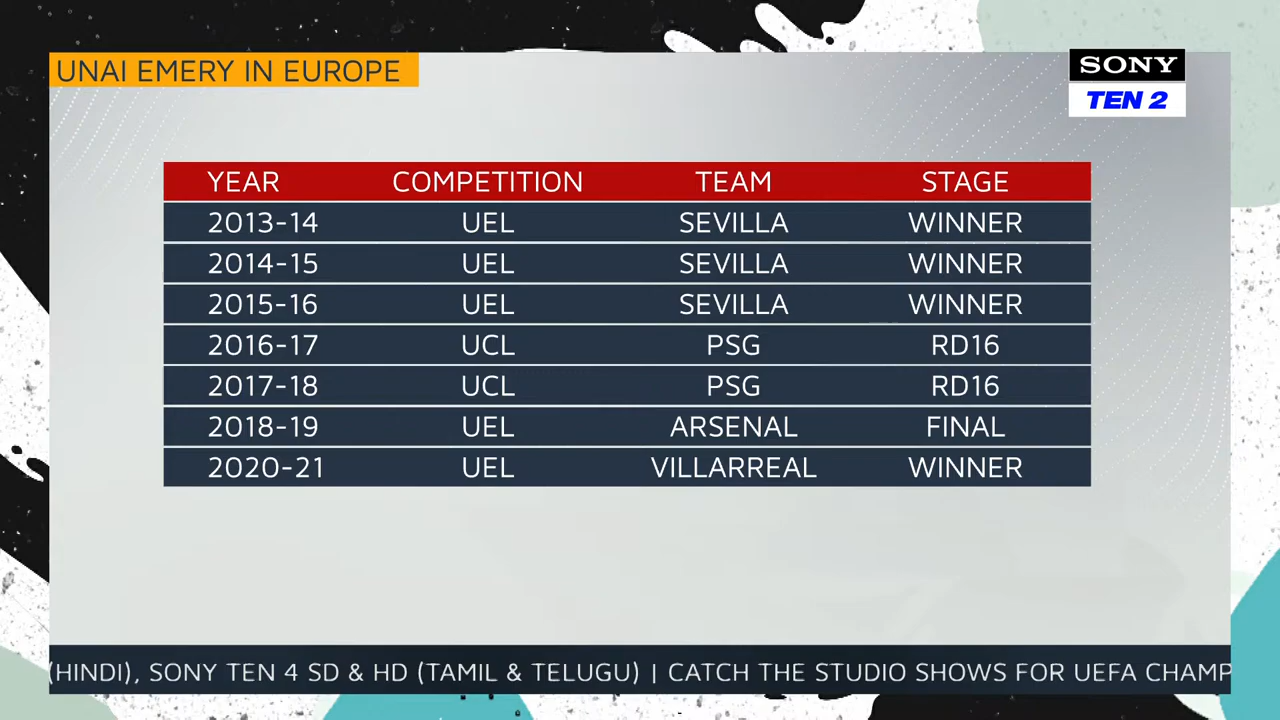 UNAI EMERY IN EUROPE
SONY
TEN 2
YEAR COMPETITION TEAM STAGE
2013-14 UEL SEVILLA WINNER
2014-15 UEL SEVILLA WINNER
2015-16 UEL SEVILLA WINNER
2016-17 UCL PSG RD16
2017-18 UCL PSG RD16
2018-19 UEL ARSENAL FINAL
2020-21 UEL VILLARREAL WINNER
(HINDI), SONY TEN 4 SD & HD (TAMIL & TELUGU) | CATCH THE STUDIO SHOWS FOR UEFA CHAMP